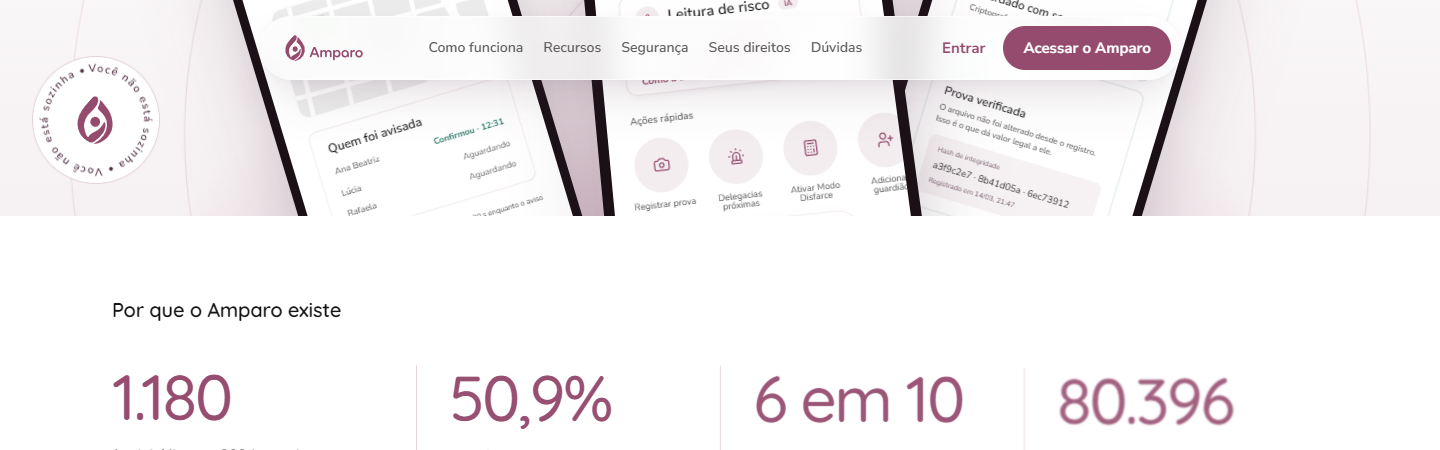 Leitura de risco
IA
Amparo
Como funciona
Recursos
Segurança
Seus direitos
Dúvidas
Entrar
Acessar o Amparo
Você não está sozinha • Você não está sozinha •
Quem foi avisada
Confirmou · 12:31
Ana Beatriz
Aguardando
Lúcia
Aguardando
Rafaela
s enquanto o aviso
Ações rápidas
Registrar prova
Delegacias
próximas
Ativar Modo
Disfarce
Adiciona
guardiã
Prova verificada
O arquivo não foi alterado desde o registro.
Isso é o que dá valor legal a ele.
Hash de integridade
a3f9c2e7 · 8b41d05a · 6ec73912
Registrado em 14/03, 21:47
Por que o Amparo existe
1.180
50,9%
6 em 10
80.396